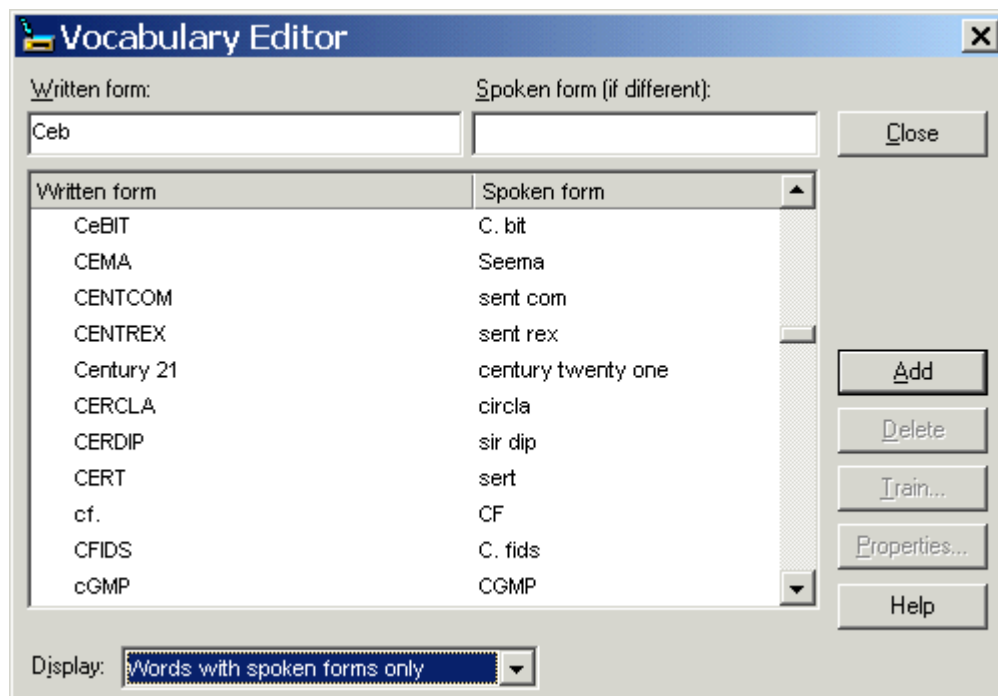 Vocabulary Editor
Written form: Spoken form (if different):
Ceb Close
Written form Spoken form
CeBIT C. bit
CEMA Seema
CENTCOM sent com
CENTREX sent rex
Century 21 century twenty one
Add
CERCLA circla
CERDIP sir dip
Delete
CERT sert
Train...
cf. CF
CFIDS C. fids
Properties...
cGMP CGMP
Help
Display: Words with spoken forms only